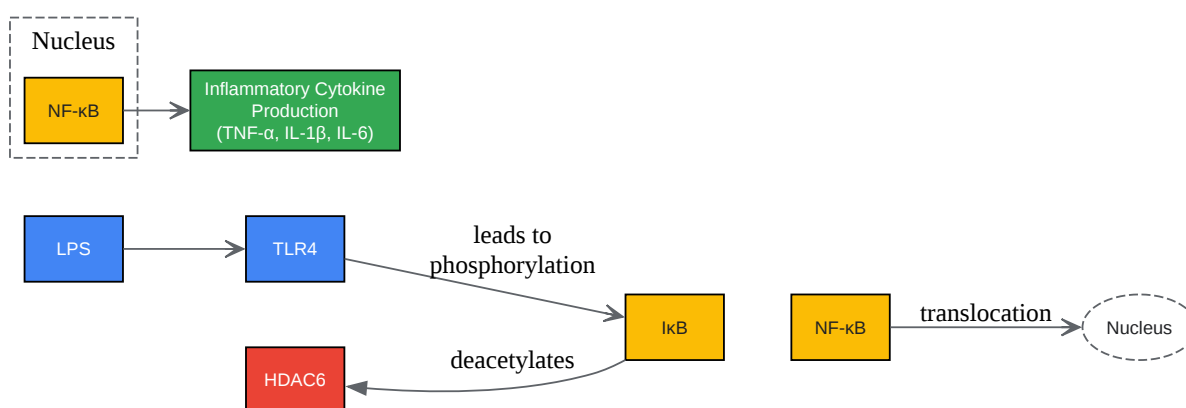 Nucleus
NF-κB
Inflammatory Cytokine
Production
(TNF-α, IL-1β, IL-6)
LPS
TLR4
leads to
phosphorylation
IκB
NF-κB
translocation
Nucleus
deacetylates
HDAC6